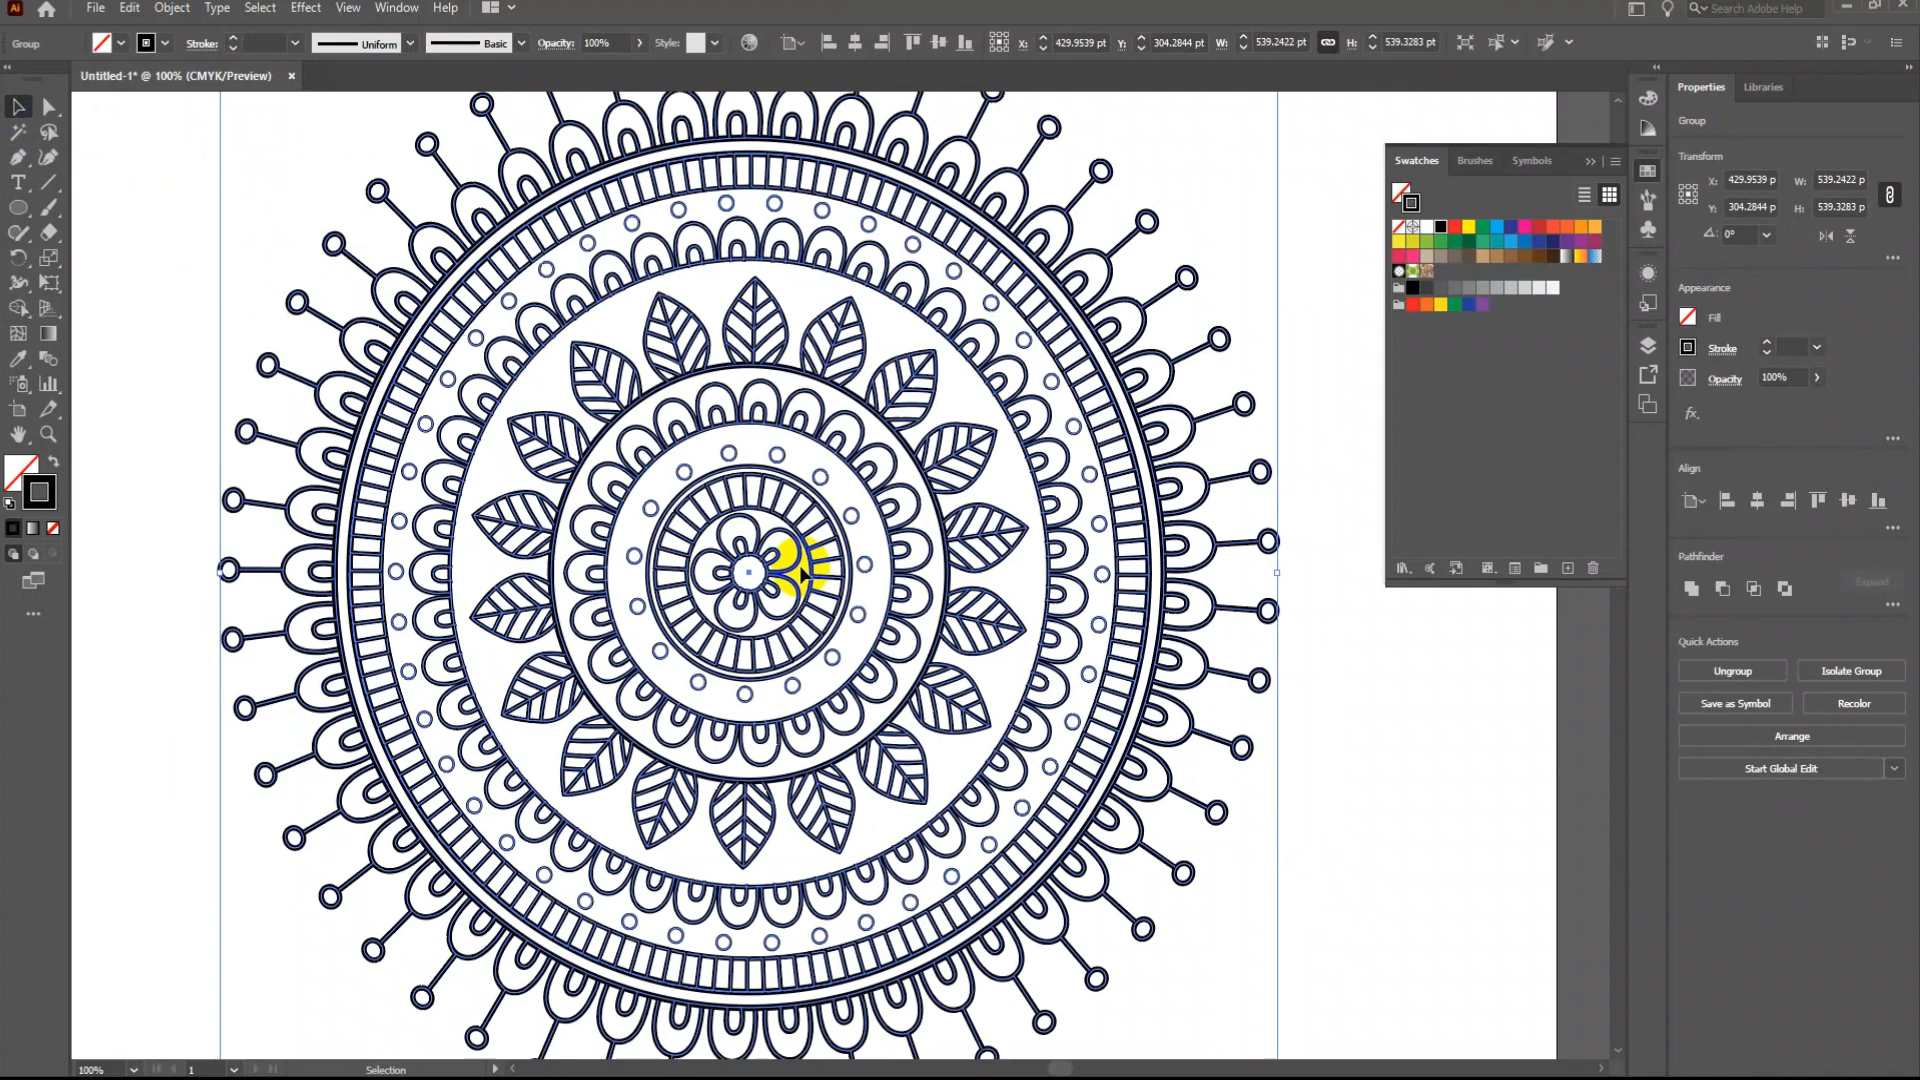 Ai File Edit Object Type Select Effect View Window Help Search Adobe Help
Group Stroke: Uniform Basic Opacity: 100% Style: X: 429.9539 pt Y: 304.2844 pt W: 539.2422 pt H: 539.3283 pt
Untitled-1* @ 100% (CMYK/Preview)
Properties Libraries
Group
Transform
X: 429.9539 p W: 539.2422 p
Y: 304.2844 p H: 539.3283 p
0°
Swatches Brushes Symbols
Appearance
Fill
Stroke
Opacity 100%
fx.
Align
Pathfinder
Expand
Quick Actions
Ungroup Isolate Group
Save as Symbol Recolor
Arrange
Start Global Edit
100% 1 Selection